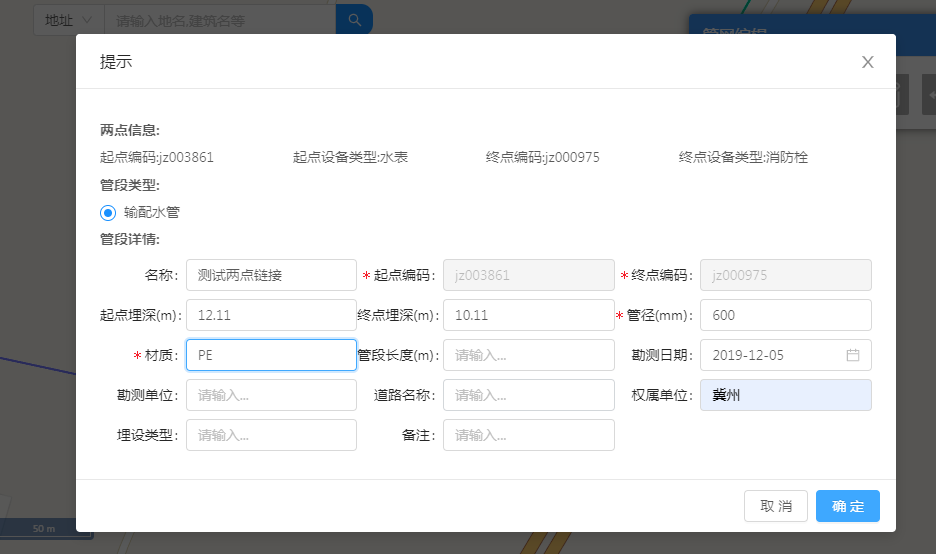 地址 请输入地名,建筑名等
管网编辑
提示
两点信息:
起点编码:jz003861 起点设备类型:水表 终点编码:jz000975 终点设备类型:消防栓
管段类型:
输配水管
管段详情:
名称: 测试两点链接 * 起点编码: jz003861 * 终点编码: jz000975
起点埋深(m): 12.11 终点埋深(m): 10.11 * 管径(mm): 600
* 材质: PE 管段长度(m): 请输入... 勘测日期: 2019-12-05
勘测单位: 请输入... 道路名称: 请输入... 权属单位: 冀州
埋设类型: 请输入... 备注: 请输入...
取 消 确 定
50 m